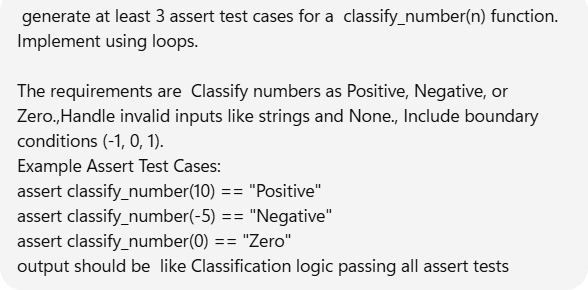 generate at least 3 assert test cases for a  classify_number(n) function.
Implement using loops.
The requirements are  Classify numbers as Positive, Negative, or
Zero.,Handle invalid inputs like strings and None., Include boundary
conditions (-1, 0, 1).
Example Assert Test Cases:
assert classify_number(10) == "Positive"
assert classify_number(-5) == "Negative"
assert classify_number(0) == "Zero"
output should be  like Classification logic passing all assert tests